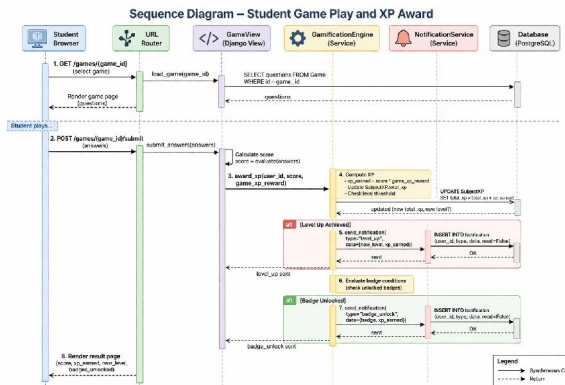 Sequence Diagram — Student Game Play and XP Award
Student
Browser
URL
Router
GameView
(Django View)
GamificationEngine
(Service)
NotificationService
(Service)
Database
(PostgreSQL)
1. GET /games/{game_id}
(select game)
load_game(game_id)
SELECT questions FROM Game
WHERE id = game_id
questions
Render game page
(questions)
Student plays...
2. POST /games/{game_id}/submit
(answers)
submit_answers(answers)
Calculate score
score = evaluate(answers)
3. award_xp(user_id, score,
game_xp_reward)
4. Compute XP
- xp_earned = score * game_xp_reward
- Update SubjectXP.total_xp
- Check level threshold
UPDATE SubjectXP
SET total_xp = total_xp + xp_earned
updated (new total_xp, new level?)
alt [Level Up Achieved]
5. send_notification(
type="level_up",
data={new_level, xp_earned})
INSERT INTO Notification
(user_id, type, data, read=False)
OK
sent
level_up sent
6. Evaluate badge conditions
(check unlocked badges)
alt [Badge Unlocked]
7. send_notification(
type="badge_unlock",
data={badge, xp_earned})
INSERT INTO Notification
(user_id, type, data, read=False)
OK
sent
badge_unlock sent
8. Render result page
(score, xp_earned, new_level,
badges_unlocked)
Legend
Synchronous
Return